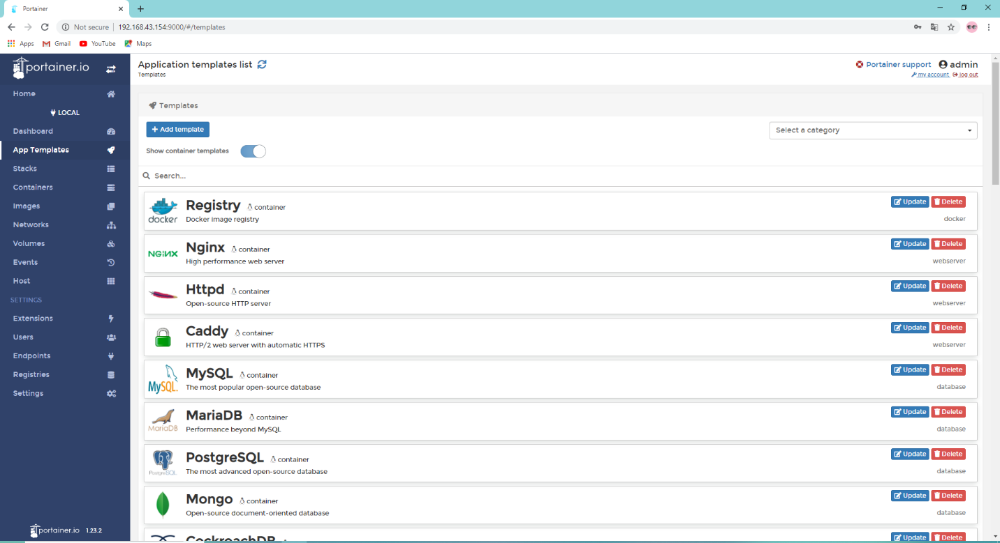 Portainer
Not secure | 192.168.43.154:9000/#/templates
Apps Gmail YouTube Maps
portainer.io
Home
LOCAL
Dashboard
App Templates
Stacks
Containers
Images
Networks
Volumes
Events
Host
SETTINGS
Extensions
Users
Endpoints
Registries
Settings
portainer.io 1.23.2
Application templates list
Templates
Portainer support admin
my account log out
Templates
Add template
Select a category
Show container templates
Search...
docker
Registry container
Docker image registry
Update Delete
docker
NGiNX
Nginx container
High performance web server
Update Delete
webserver
Httpd container
Open-source HTTP server
Update Delete
webserver
Caddy container
HTTP/2 web server with automatic HTTPS
Update Delete
webserver
MySQL
MySQL container
The most popular open-source database
Update Delete
database
MariaDB
MariaDB container
Performance beyond MySQL
Update Delete
database
PostgreSQL
PostgreSQL container
The most advanced open-source database
Update Delete
database
Mongo container
Open-source document-oriented database
Update Delete
database
CockroachDB
Update Delete